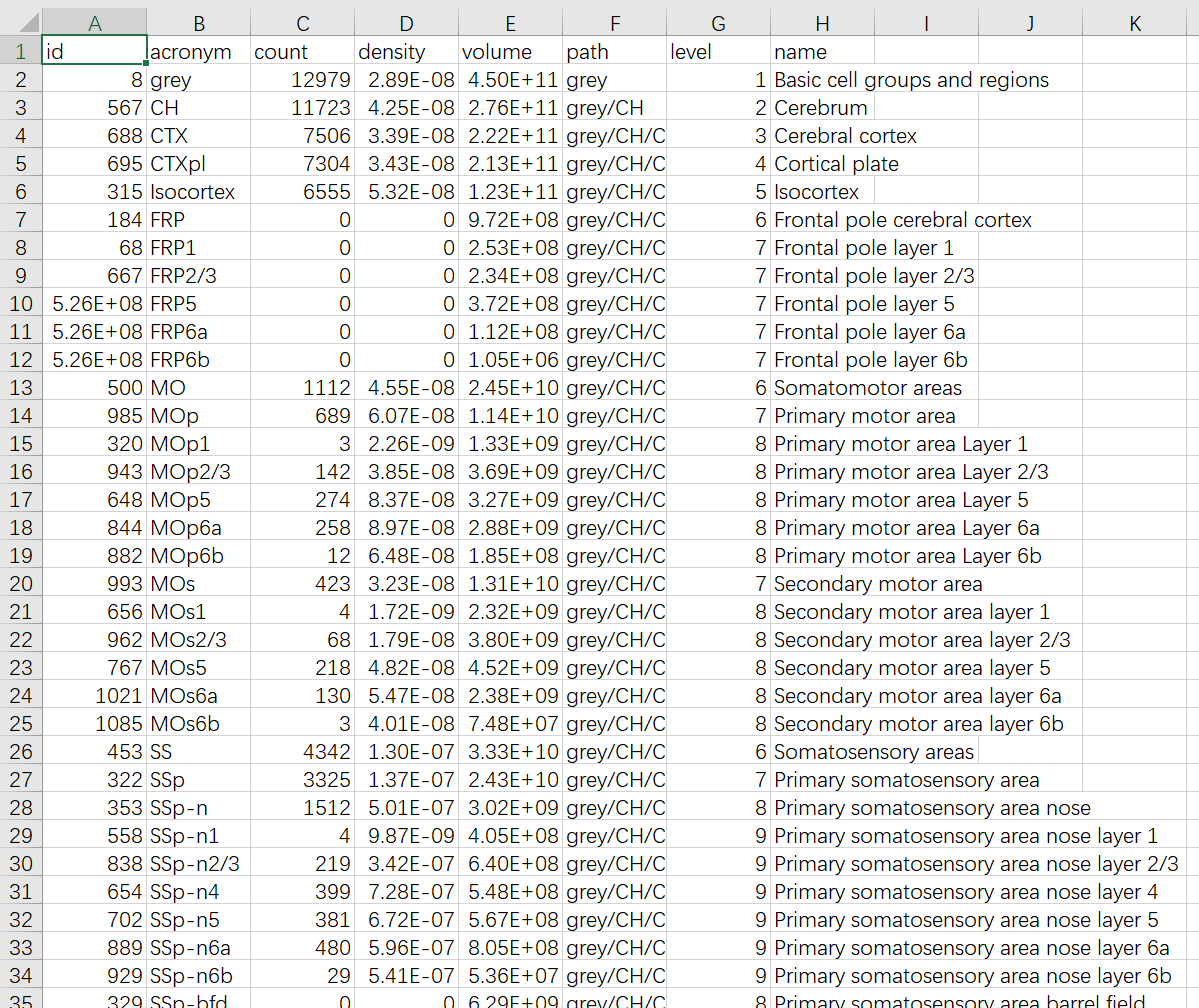 A B C D E F G H I J K
1 id acronym count density volume path level name
2 8 grey 12979 2.89E-08 4.50E+11 grey 1 Basic cell groups and regions
3 567 CH 11723 4.25E-08 2.76E+11 grey/CH 2 Cerebrum
4 688 CTX 7506 3.39E-08 2.22E+11 grey/CH/C 3 Cerebral cortex
5 695 CTXpl 7304 3.43E-08 2.13E+11 grey/CH/C 4 Cortical plate
6 315 Isocortex 6555 5.32E-08 1.23E+11 grey/CH/C 5 Isocortex
7 184 FRP 0 0 9.72E+08 grey/CH/C 6 Frontal pole cerebral cortex
8 68 FRP1 0 0 2.53E+08 grey/CH/C 7 Frontal pole layer 1
9 667 FRP2/3 0 0 2.34E+08 grey/CH/C 7 Frontal pole layer 2/3
10 5.26E+08 FRP5 0 0 3.72E+08 grey/CH/C 7 Frontal pole layer 5
11 5.26E+08 FRP6a 0 0 1.12E+08 grey/CH/C 7 Frontal pole layer 6a
12 5.26E+08 FRP6b 0 0 1.05E+06 grey/CH/C 7 Frontal pole layer 6b
13 500 MO 1112 4.55E-08 2.45E+10 grey/CH/C 6 Somatomotor areas
14 985 MOp 689 6.07E-08 1.14E+10 grey/CH/C 7 Primary motor area
15 320 MOp1 3 2.26E-09 1.33E+09 grey/CH/C 8 Primary motor area Layer 1
16 943 MOp2/3 142 3.85E-08 3.69E+09 grey/CH/C 8 Primary motor area Layer 2/3
17 648 MOp5 274 8.37E-08 3.27E+09 grey/CH/C 8 Primary motor area Layer 5
18 844 MOp6a 258 8.97E-08 2.88E+09 grey/CH/C 8 Primary motor area Layer 6a
19 882 MOp6b 12 6.48E-08 1.85E+08 grey/CH/C 8 Primary motor area Layer 6b
20 993 MOs 423 3.23E-08 1.31E+10 grey/CH/C 7 Secondary motor area
21 656 MOs1 4 1.72E-09 2.32E+09 grey/CH/C 8 Secondary motor area layer 1
22 962 MOs2/3 68 1.79E-08 3.80E+09 grey/CH/C 8 Secondary motor area layer 2/3
23 767 MOs5 218 4.82E-08 4.52E+09 grey/CH/C 8 Secondary motor area layer 5
24 1021 MOs6a 130 5.47E-08 2.38E+09 grey/CH/C 8 Secondary motor area layer 6a
25 1085 MOs6b 3 4.01E-08 7.48E+07 grey/CH/C 8 Secondary motor area layer 6b
26 453 SS 4342 1.30E-07 3.33E+10 grey/CH/C 6 Somatosensory areas
27 322 SSp 3325 1.37E-07 2.43E+10 grey/CH/C 7 Primary somatosensory area
28 353 SSp-n 1512 5.01E-07 3.02E+09 grey/CH/C 8 Primary somatosensory area nose
29 558 SSp-n1 4 9.87E-09 4.05E+08 grey/CH/C 9 Primary somatosensory area nose layer 1
30 838 SSp-n2/3 219 3.42E-07 6.40E+08 grey/CH/C 9 Primary somatosensory area nose layer 2/3
31 654 SSp-n4 399 7.28E-07 5.48E+08 grey/CH/C 9 Primary somatosensory area nose layer 4
32 702 SSp-n5 381 6.72E-07 5.67E+08 grey/CH/C 9 Primary somatosensory area nose layer 5
33 889 SSp-n6a 480 5.96E-07 8.05E+08 grey/CH/C 9 Primary somatosensory area nose layer 6a
34 929 SSp-n6b 29 5.41E-07 5.36E+07 grey/CH/C 9 Primary somatosensory area nose layer 6b
35 329 SSp-bfd 0 0 6.29E+09 grey/CH/C 8 Primary somatosensory area barrel field